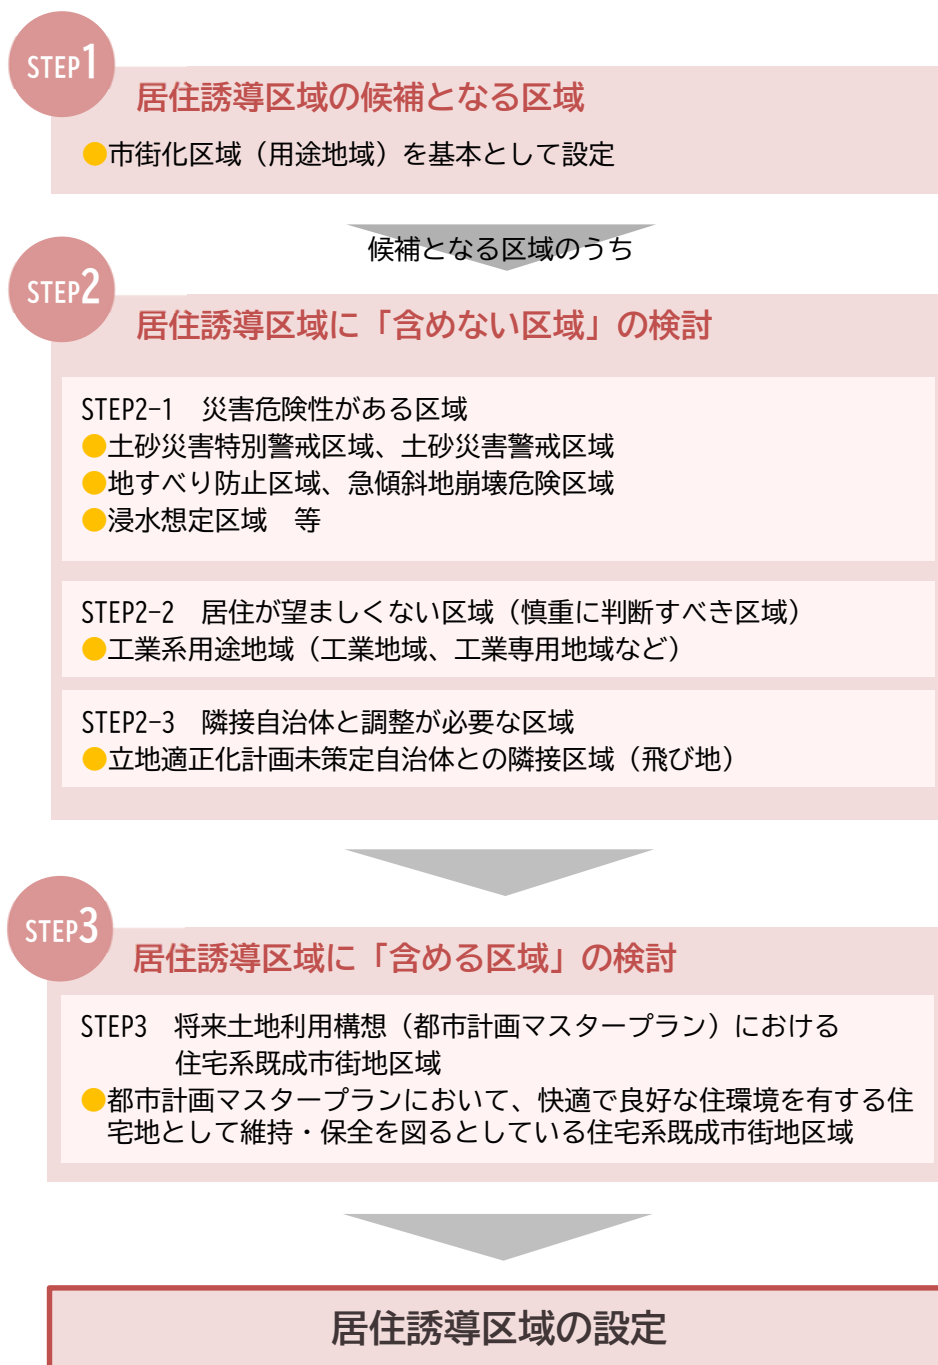 STEP1
居住誘導区域の候補となる区域
●市街化区域（用途地域）を基本として設定
候補となる区域のうち
STEP2
居住誘導区域に「含めない区域」の検討
STEP2-1　災害危険性がある区域
●土砂災害特別警戒区域、土砂災害警戒区域
●地すべり防止区域、急傾斜地崩壊危険区域
●浸水想定区域　等
STEP2-2　居住が望ましくない区域（慎重に判断すべき区域）
●工業系用途地域（工業地域、工業専用地域など）
STEP2-3　隣接自治体と調整が必要な区域
●立地適正化計画未策定自治体との隣接区域（飛び地）
STEP3
居住誘導区域に「含める区域」の検討
STEP3　将来土地利用構想（都市計画マスタープラン）における
住宅系既成市街地区域
●都市計画マスタープランにおいて、快適で良好な住環境を有する住
宅地として維持・保全を図るとしている住宅系既成市街地区域
居住誘導区域の設定